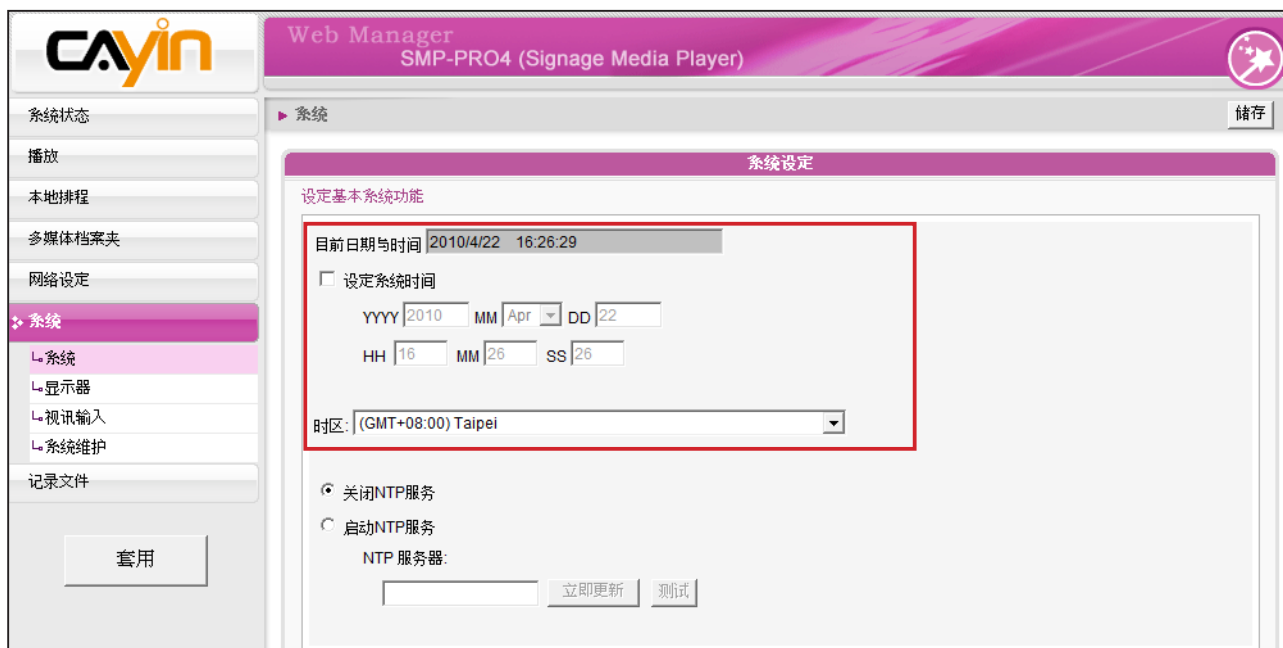 CAYIN
Web Manager
SMP-PRO4 (Signage Media Player)
系统状态
播放
本地排程
多媒体档案夹
网络设定
系统
系统
显示器
视讯输入
系统维护
记录文件
套用
系统
储存
系统设定
设定基本系统功能
目前日期与时间 2010/4/22 16:26:29
设定系统时间
YYYY 2010 MM Apr DD 22
HH 16 MM 26 SS 26
时区: (GMT+08:00) Taipei
关闭NTP服务
启动NTP服务
NTP 服务器:
立即更新 测试